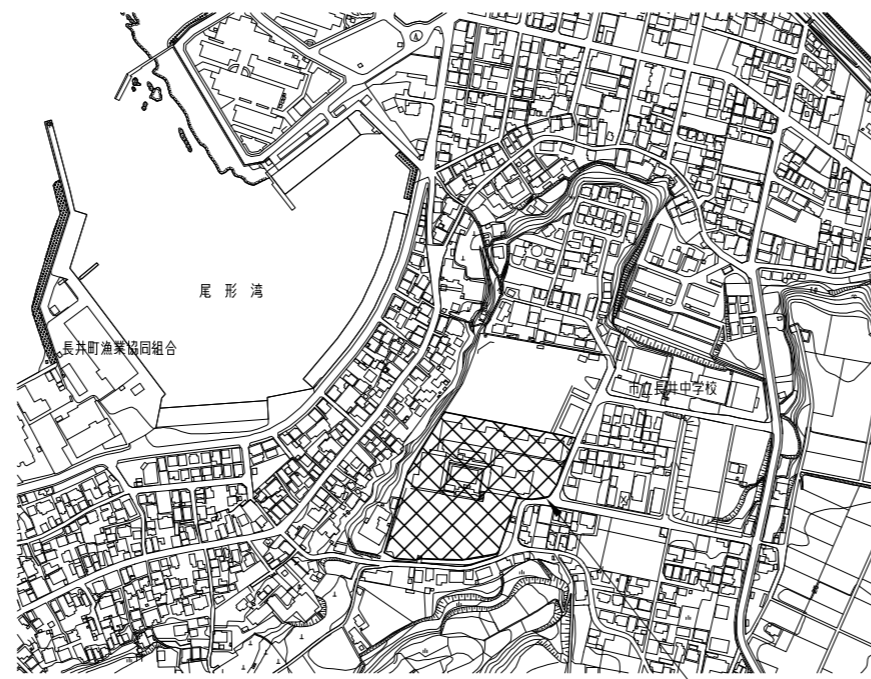 尾形湾
長井町漁業協同組合
市立長井中学校